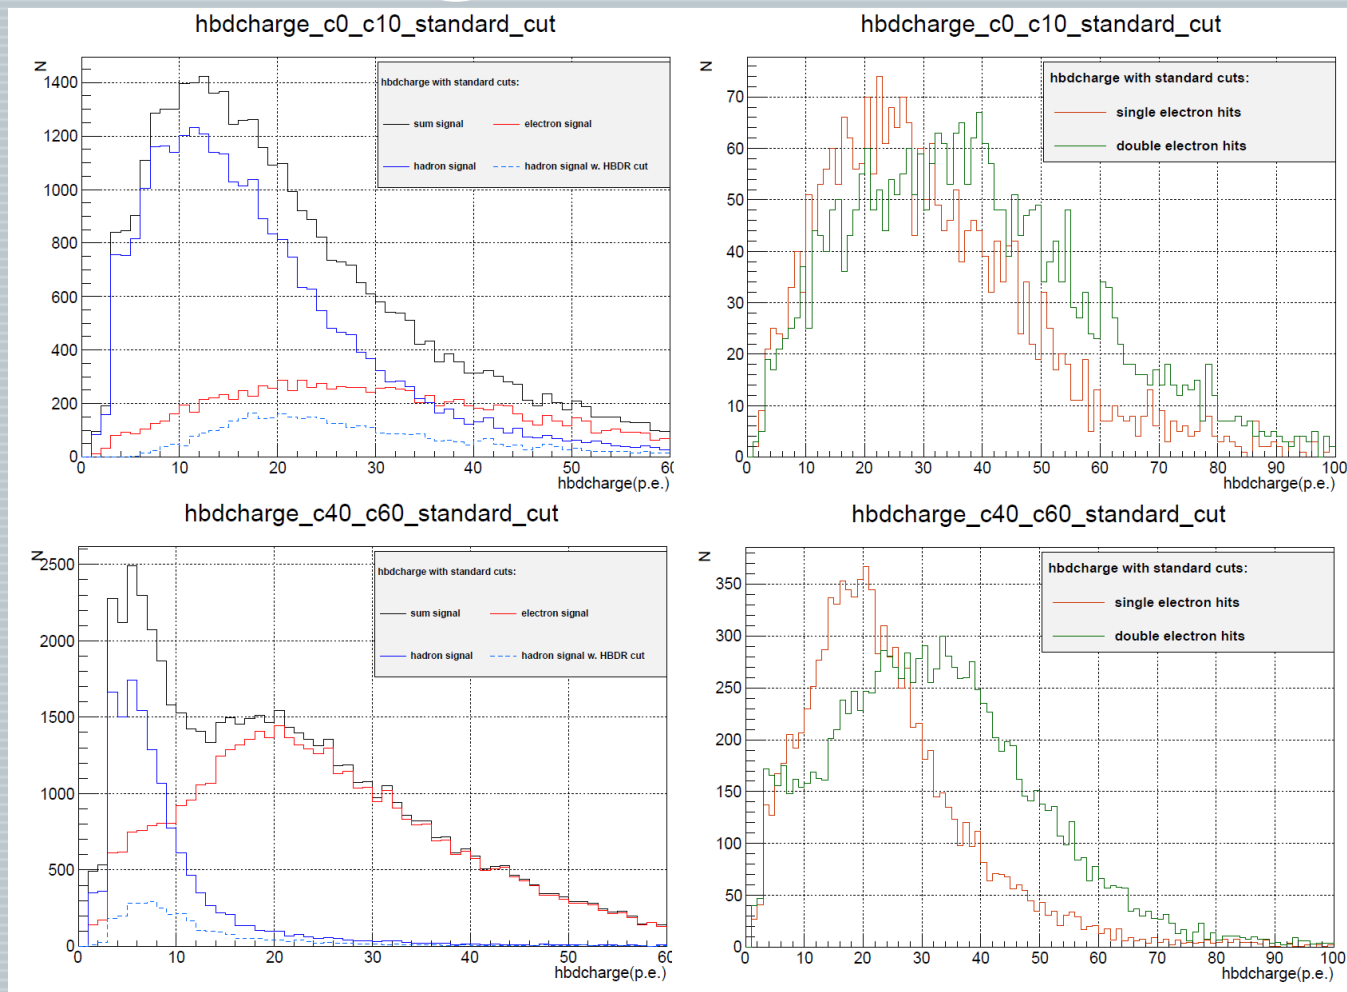 hbdcharge_c0_c10_standard_cut
N
hbdcharge with standard cuts:
sum signal
electron signal
hadron signal
hadron signal w. HBDR cut
1400
1200
1000
800
600
400
200
0
0 10 20 30 40 50 60
hbdcharge(p.e.)
hbdcharge_c0_c10_standard_cut
N
hbdcharge with standard cuts:
single electron hits
double electron hits
70
60
50
40
30
20
10
0
0 10 20 30 40 50 60 70 80 90 100
hbdcharge(p.e.)
hbdcharge_c40_c60_standard_cut
N
hbdcharge with standard cuts:
sum signal
electron signal
hadron signal
hadron signal w. HBDR cut
2500
2000
1500
1000
500
0
0 10 20 30 40 50 60
hbdcharge(p.e.)
hbdcharge_c40_c60_standard_cut
N
hbdcharge with standard cuts:
single electron hits
double electron hits
350
300
250
200
150
100
50
0
0 10 20 30 40 50 60 70 80 90 100
hbdcharge(p.e.)